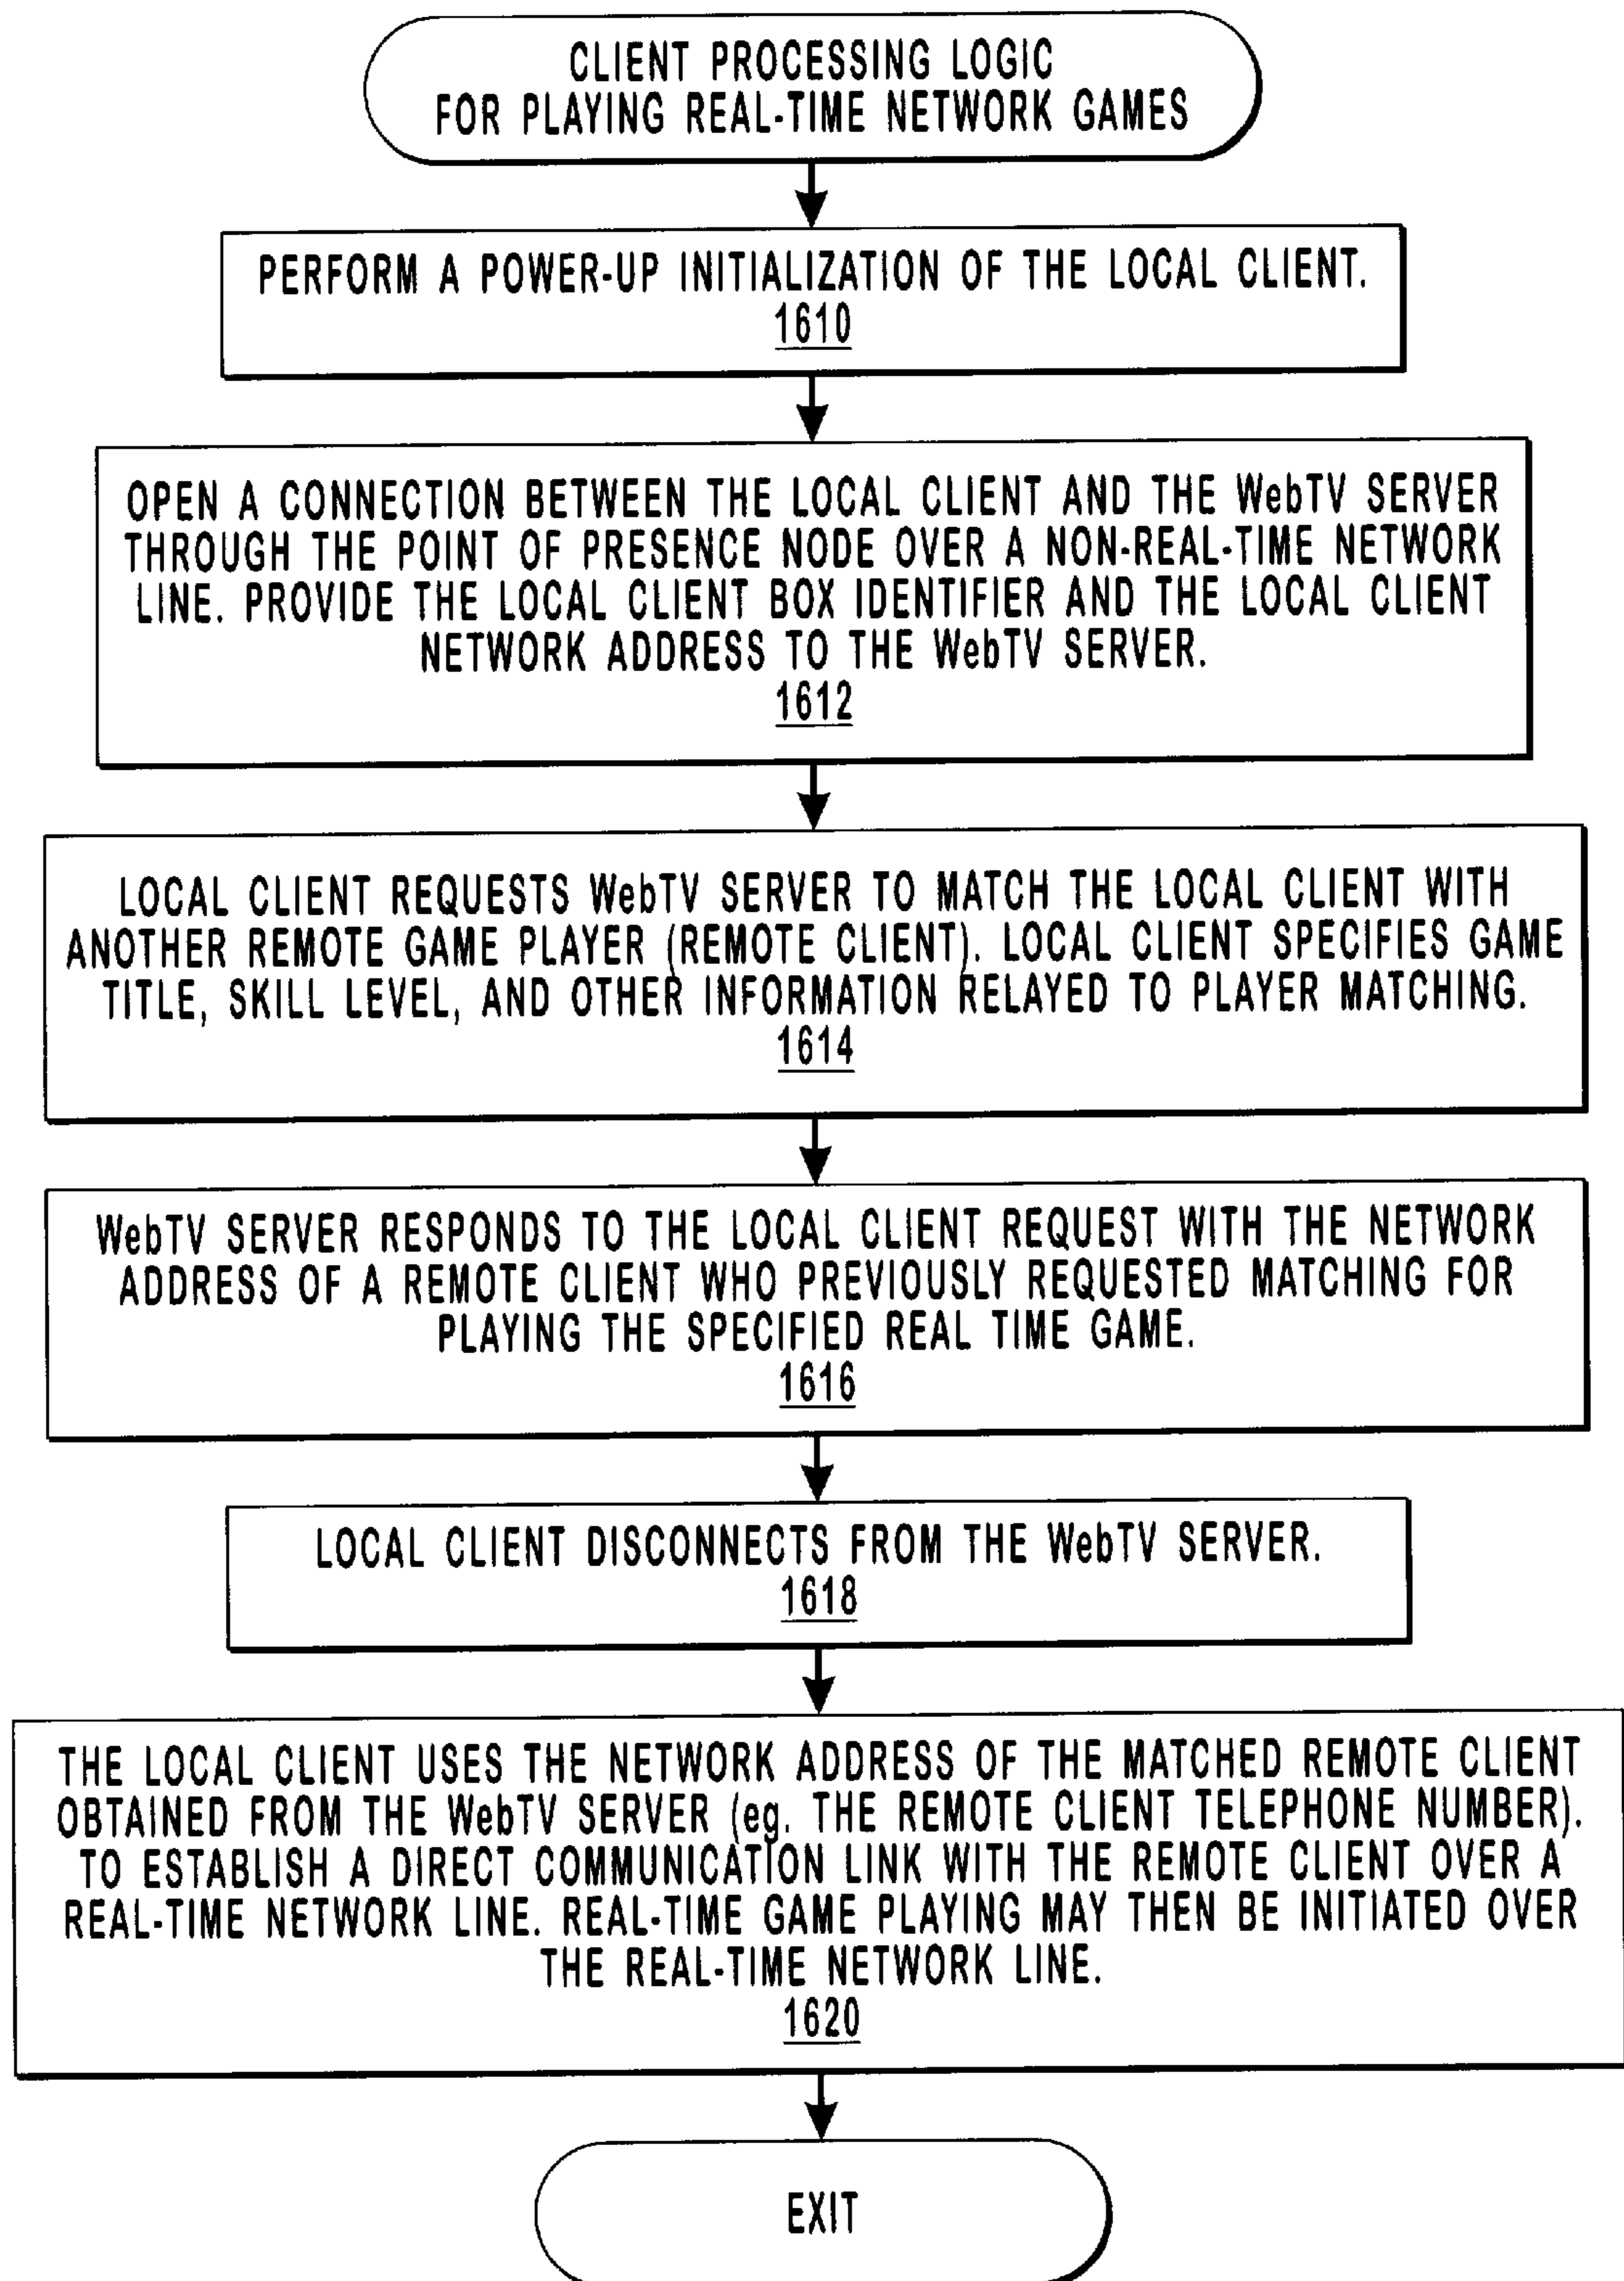 CLIENT PROCESSING LOGIC
FOR PLAYING REAL-TIME NETWORK GAMES
PERFORM A POWER-UP INITIALIZATION OF THE LOCAL CLIENT.
1610
OPEN A CONNECTION BETWEEN THE LOCAL CLIENT AND THE WebTV SERVER
THROUGH THE POINT OF PRESENCE NODE OVER A NON-REAL-TIME NETWORK
LINE. PROVIDE THE LOCAL CLIENT BOX IDENTIFIER AND THE LOCAL CLIENT
NETWORK ADDRESS TO THE WebTV SERVER.
1612
LOCAL CLIENT REQUESTS WebTV SERVER TO MATCH THE LOCAL CLIENT WITH
ANOTHER REMOTE GAME PLAYER (REMOTE CLIENT). LOCAL CLIENT SPECIFIES GAME
TITLE, SKILL LEVEL, AND OTHER INFORMATION RELAYED TO PLAYER MATCHING.
1614
WebTV SERVER RESPONDS TO THE LOCAL CLIENT REQUEST WITH THE NETWORK
ADDRESS OF A REMOTE CLIENT WHO PREVIOUSLY REQUESTED MATCHING FOR
PLAYING THE SPECIFIED REAL TIME GAME.
1616
LOCAL CLIENT DISCONNECTS FROM THE WebTV SERVER.
1618
THE LOCAL CLIENT USES THE NETWORK ADDRESS OF THE MATCHED REMOTE CLIENT
OBTAINED FROM THE WebTV SERVER (eg. THE REMOTE CLIENT TELEPHONE NUMBER).
TO ESTABLISH A DIRECT COMMUNICATION LINK WITH THE REMOTE CLIENT OVER A
REAL-TIME NETWORK LINE. REAL-TIME GAME PLAYING MAY THEN BE INITIATED OVER
THE REAL-TIME NETWORK LINE.
1620
EXIT